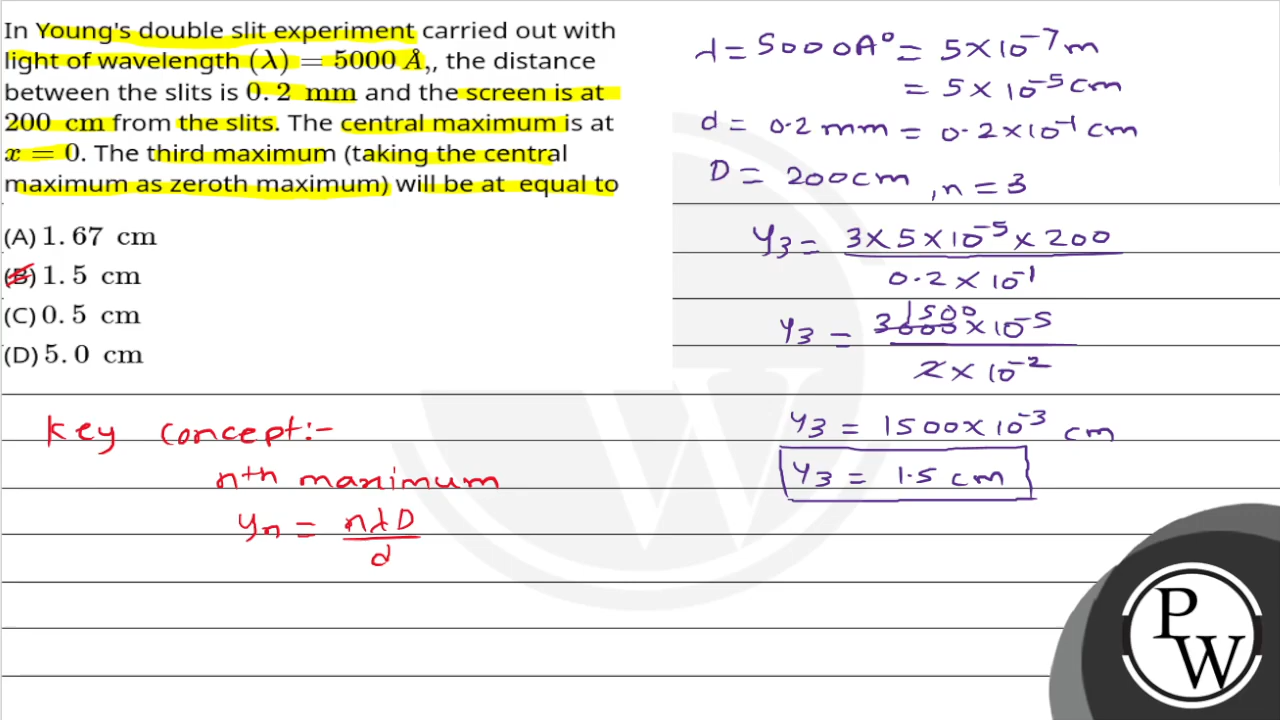 In Young's double slit experiment carried out with
light of wavelength (λ) = 5000 Å,, the distance
between the slits is 0.2 mm and the screen is at
200 cm from the slits. The central maximum is at
x = 0. The third maximum (taking the central
maximum as zeroth maximum) will be at equal to
(A) 1.67 cm
(B) 1.5 cm
(C) 0.5 cm
(D) 5.0 cm
Key concept:-
nth maximum
yn = nλD
d
λ = 5000A° = 5×10⁻⁷m
= 5×10⁻⁵cm
d = 0.2 mm = 0.2×10⁻¹ cm
D = 200cm, n = 3
y3 = 3×5×10⁻⁵×200
0.2×10⁻¹
1500
y3 = 3000×10⁻⁵
2×10⁻²
y3 = 1500×10⁻³ cm
y3 = 1.5 cm
P
W